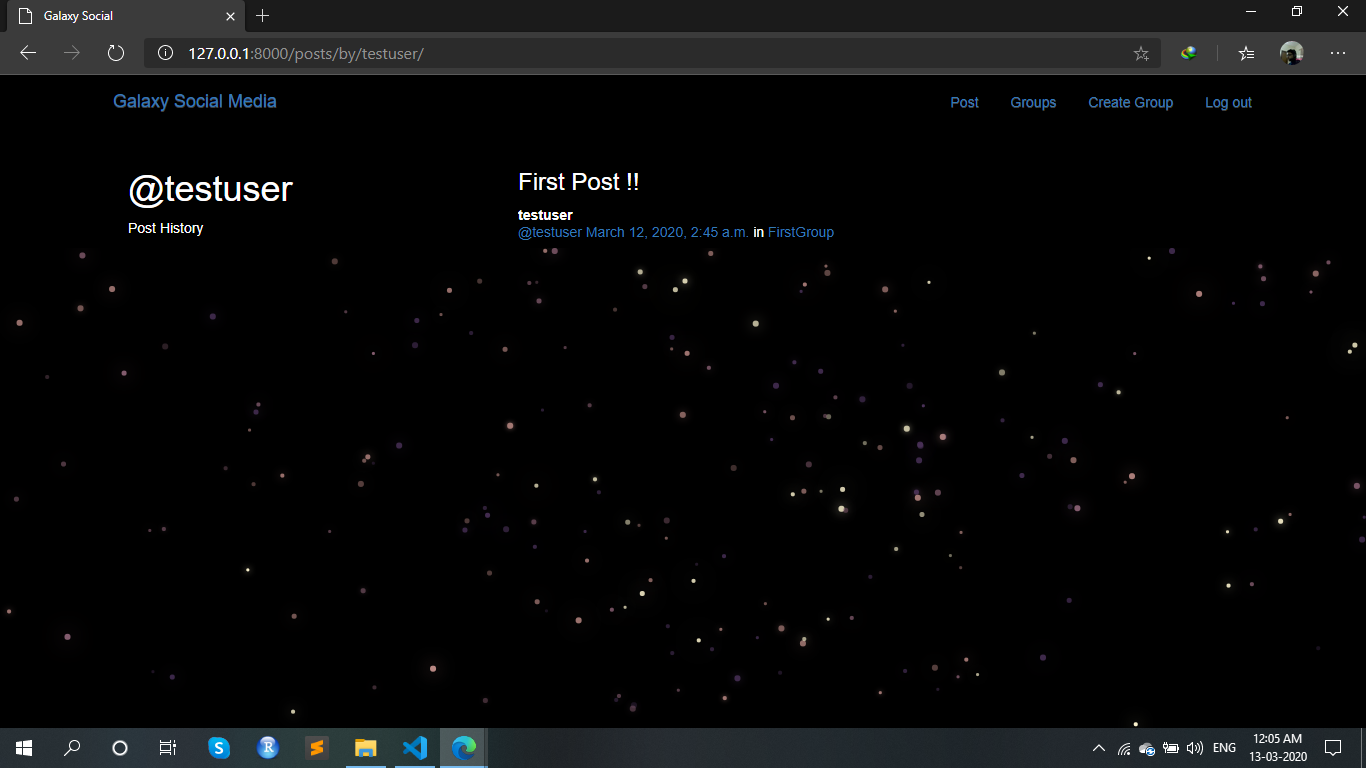 Galaxy Social
127.0.0.1:8000/posts/by/testuser/
Galaxy Social Media
Post Groups Create Group Log out
@testuser
Post History
First Post !!
testuser
@testuser March 12, 2020, 2:45 a.m. in FirstGroup
S R
ENG
12:05 AM
13-03-2020